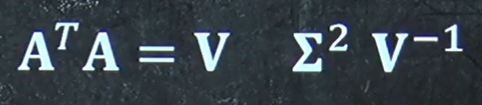 AᵀA = V Σ² V⁻¹